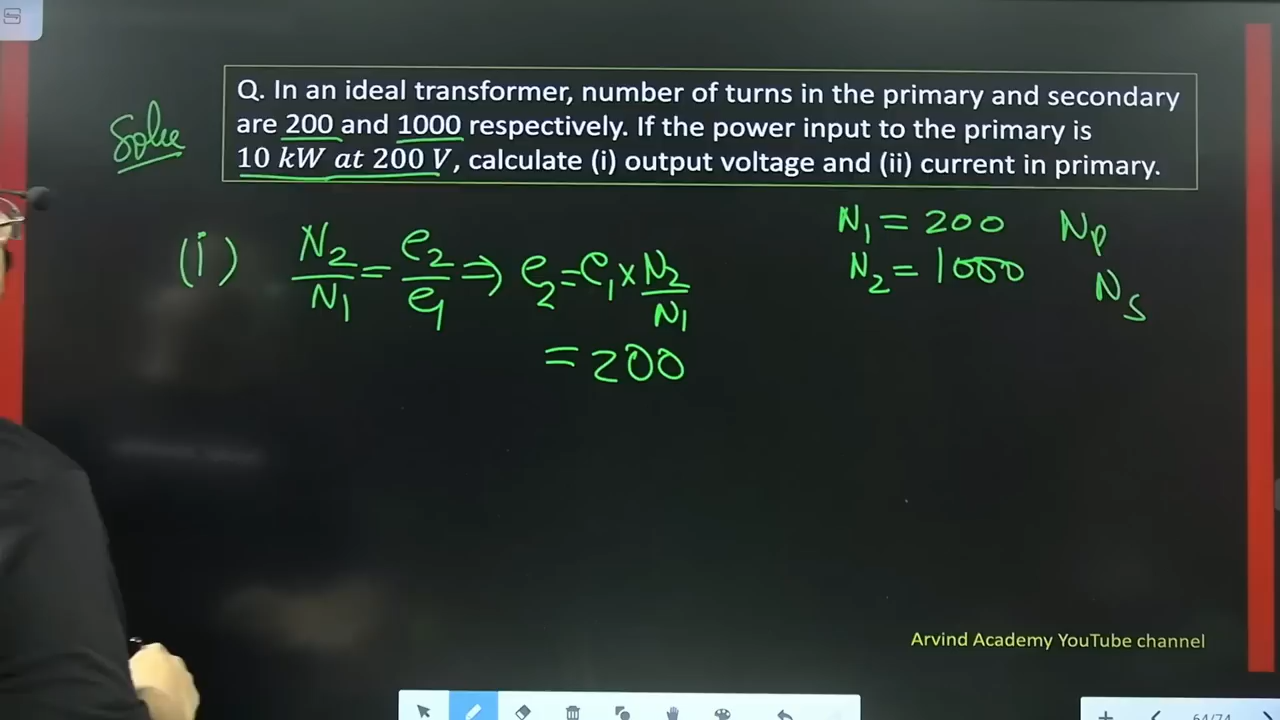 Q. In an ideal transformer, number of turns in the primary and secondary
are 200 and 1000 respectively. If the power input to the primary is
10 kW at 200 V, calculate (i) output voltage and (ii) current in primary.
Solve
N₁ = 200 Np
N₂ = 1000 Ns
(i) N₂/N₁ = e₂/e₁ ⇒ e₂ = e₁ × N₂/N₁
= 200
Arvind Academy YouTube channel
64/74